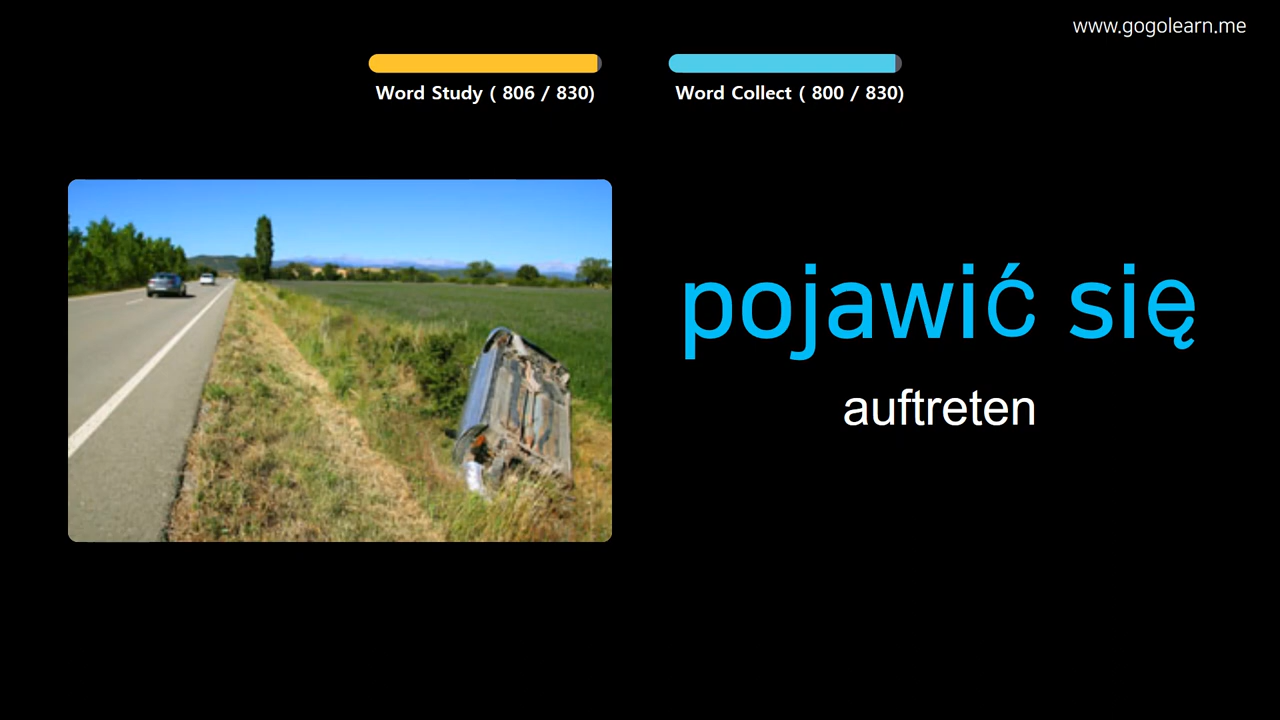 www.gogolearn.me
Word Study ( 806 / 830)
Word Collect ( 800 / 830)
pojawić się
auftreten